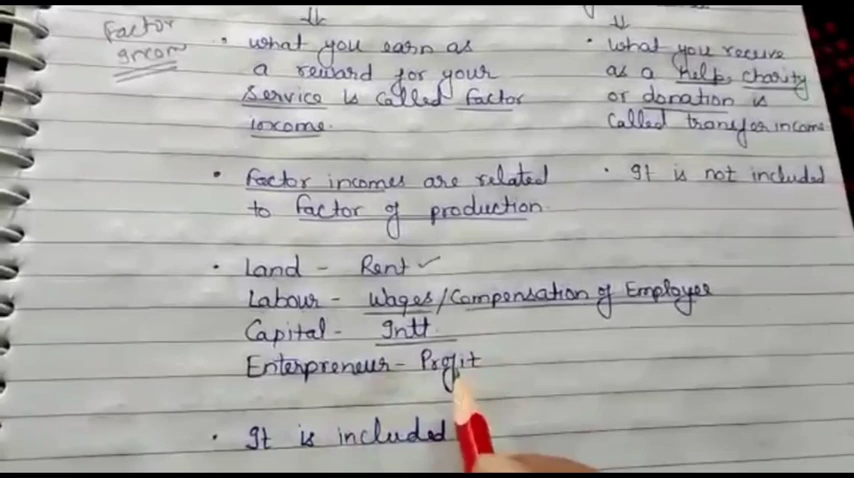 Factor
Incom
• what you earn as
a reward for your
service is called factor
income.
• factor incomes are related
to factor of production.
• Land - Rent ✓
Labour - Wages/Compensation of Employee
Capital - Intt.
Enterpreneur - Profit
• It is included
• what you receive
as a help, charity
or donation is
called transfer income.
• It is not included